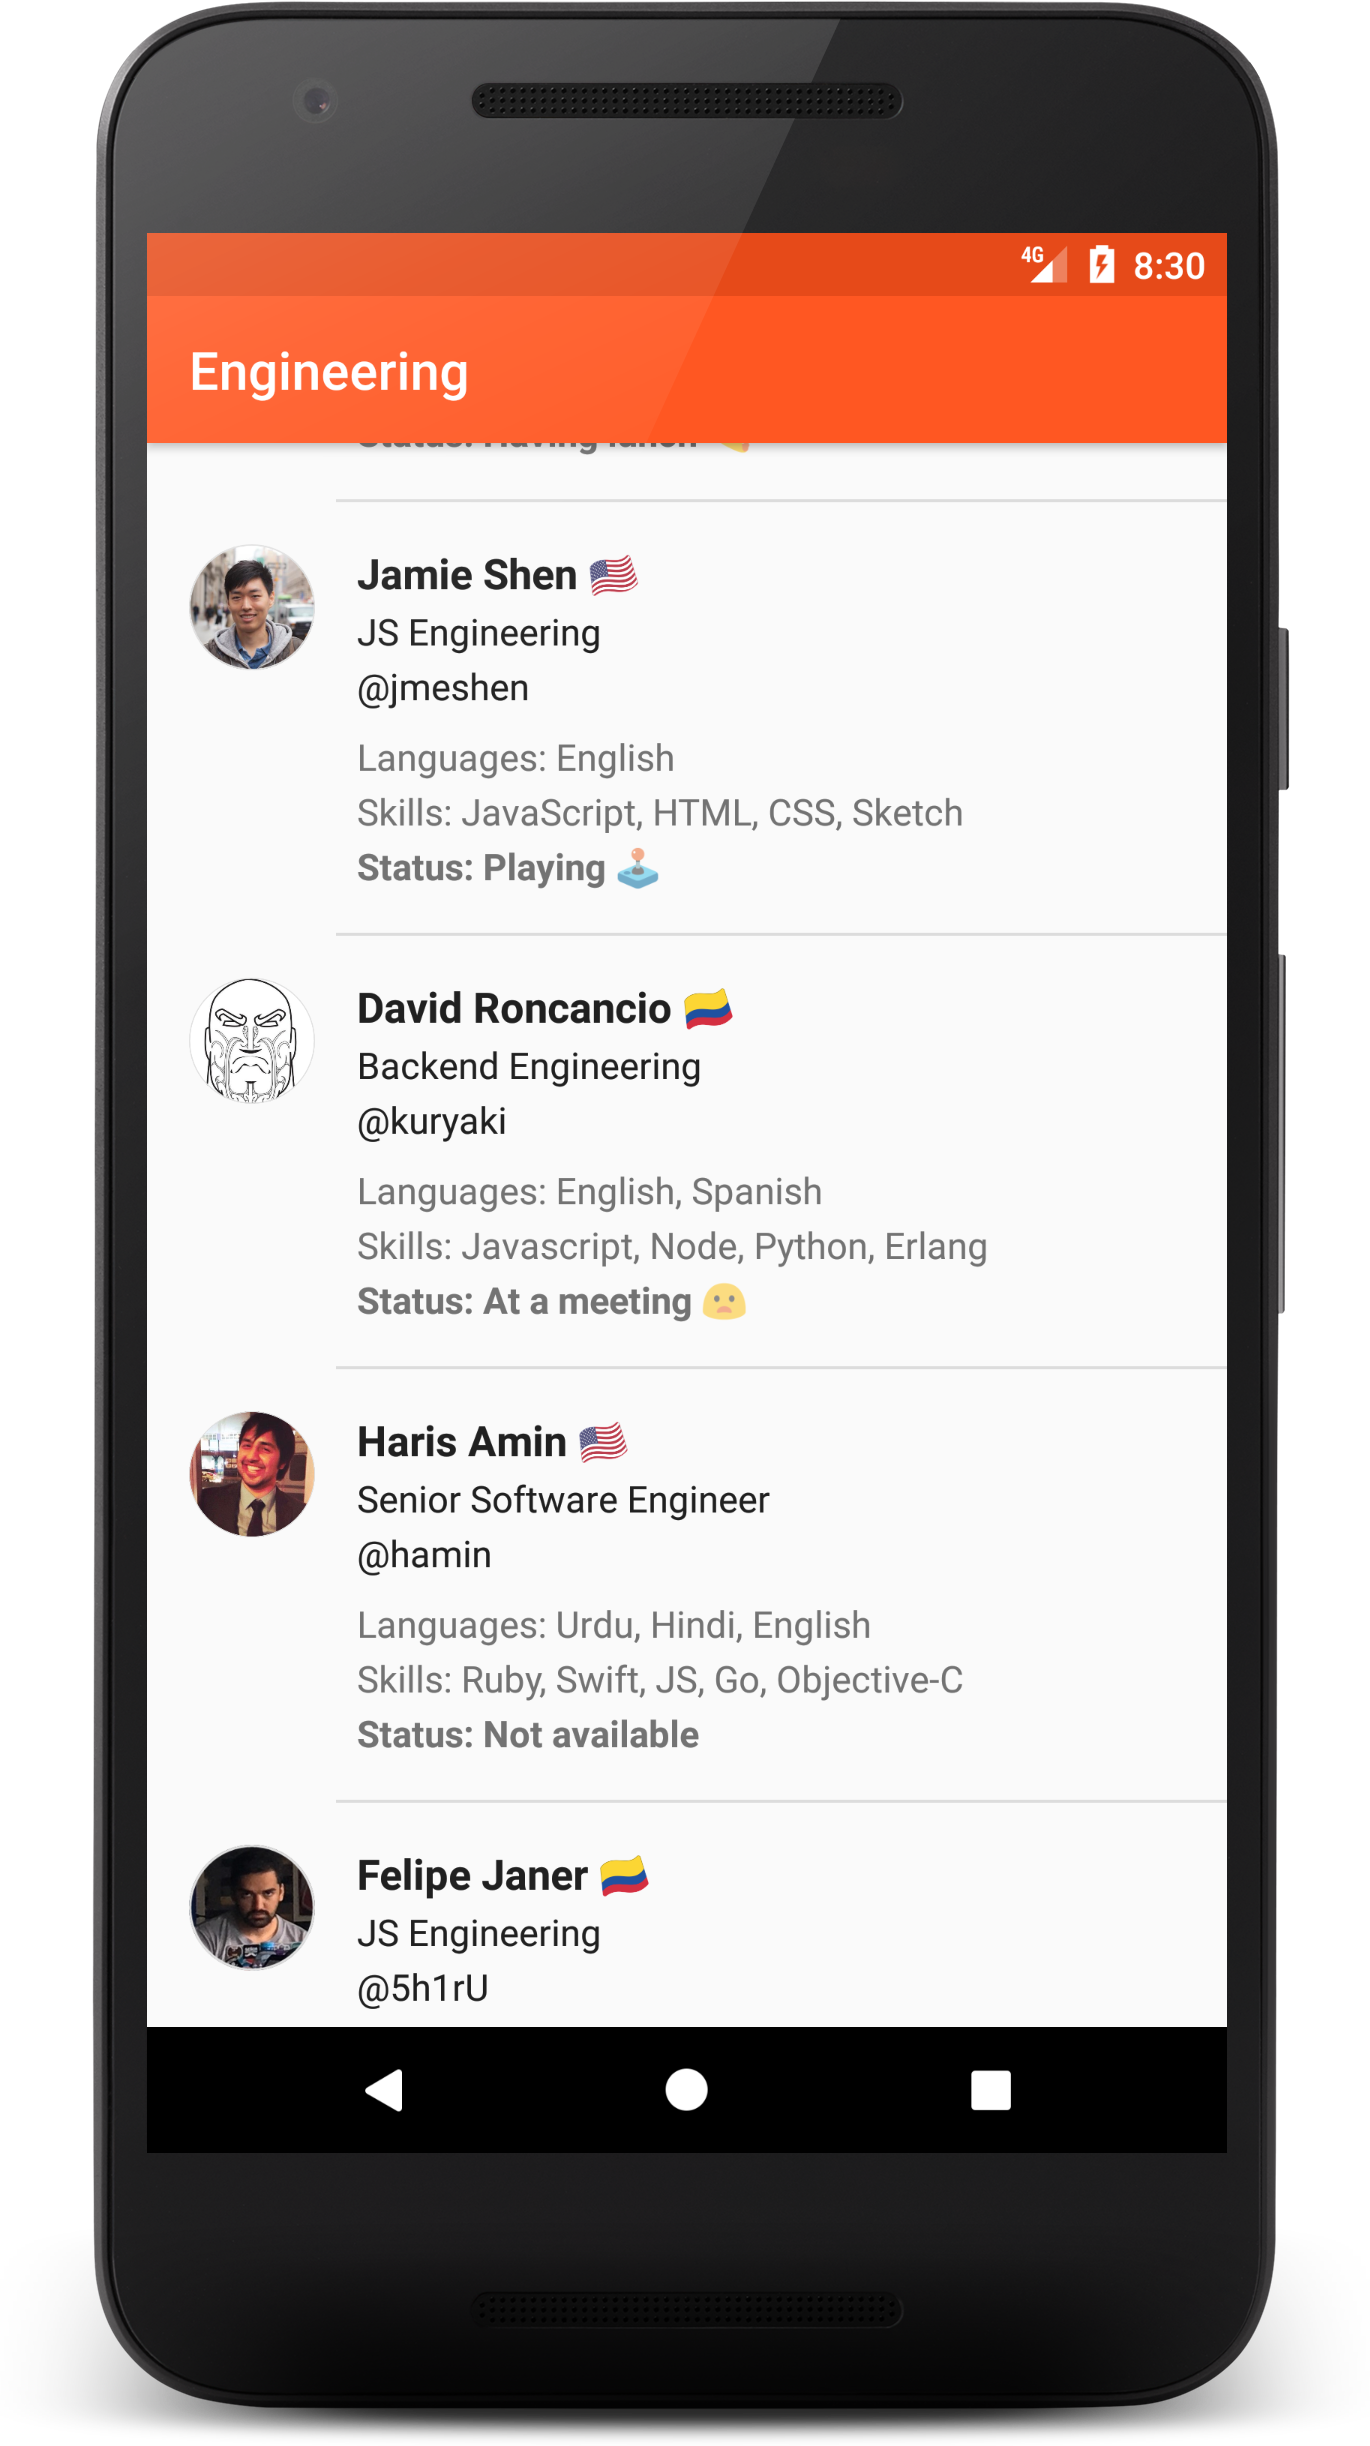 4G 8:30
Engineering
Status: Having lunch
Jamie Shen 🇺🇸
JS Engineering
@jmeshen
Languages: English
Skills: JavaScript, HTML, CSS, Sketch
Status: Playing 🕹️
David Roncancio 🇨🇴
Backend Engineering
@kuryaki
Languages: English, Spanish
Skills: Javascript, Node, Python, Erlang
Status: At a meeting 😦
Haris Amin 🇺🇸
Senior Software Engineer
@hamin
Languages: Urdu, Hindi, English
Skills: Ruby, Swift, JS, Go, Objective-C
Status: Not available
Felipe Janer 🇨🇴
JS Engineering
@5h1rU